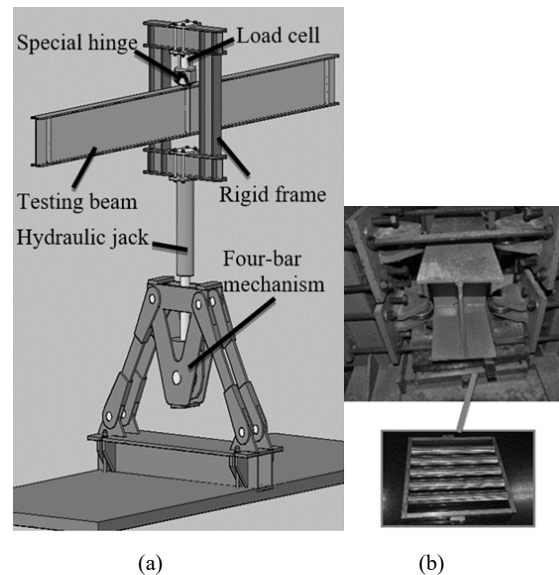 Special hinge
Load cell
Testing beam
Rigid frame
Hydraulic jack
Four-bar
mechanism
(a)
(b)